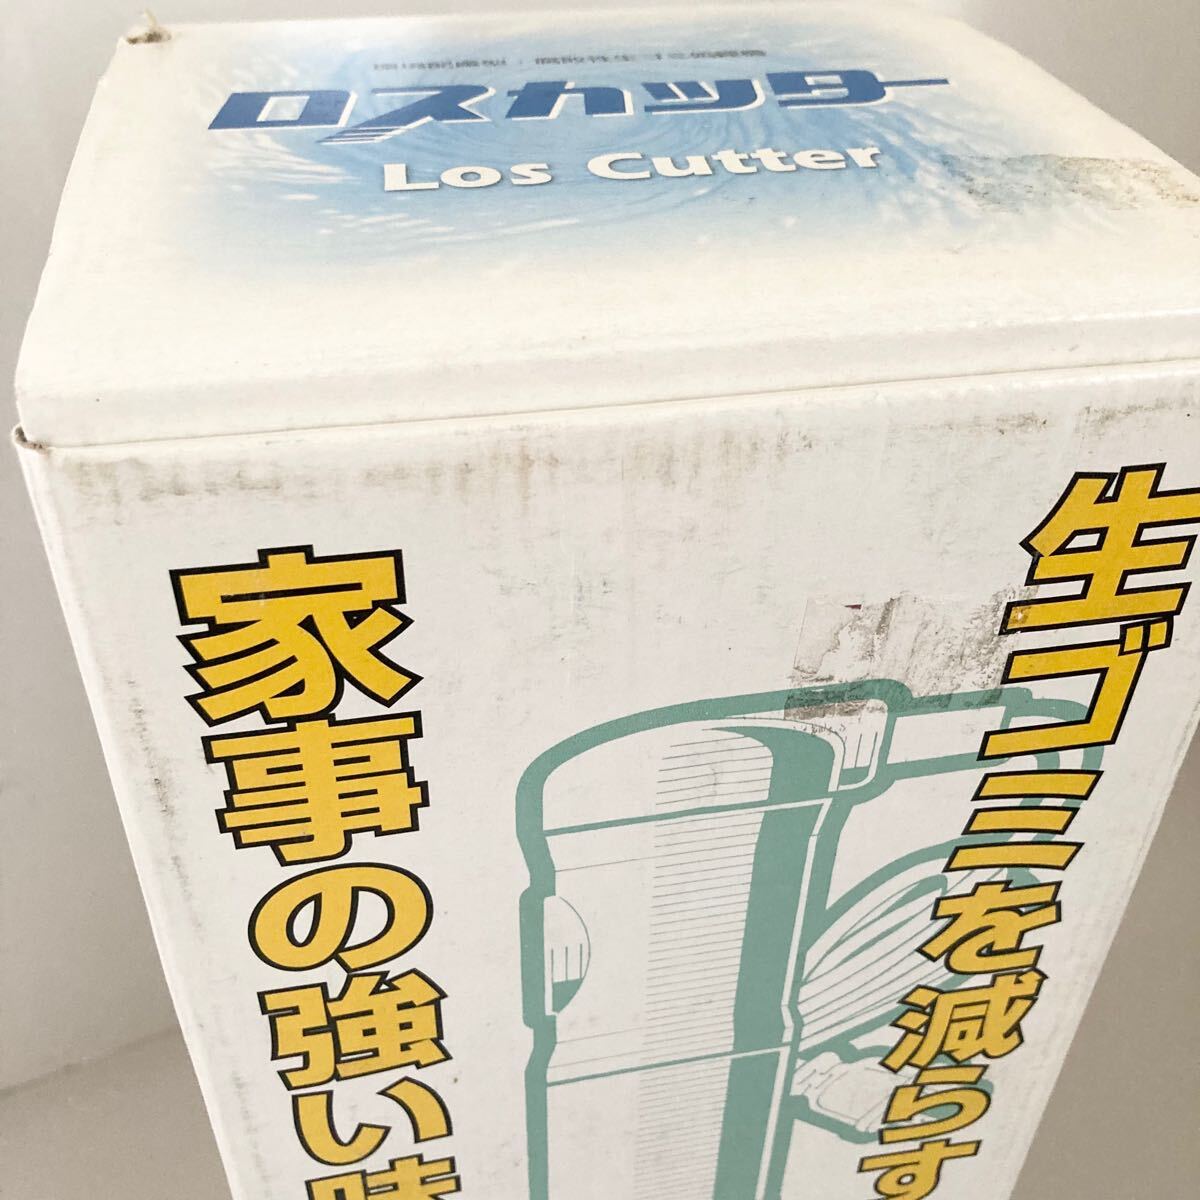 ロスカッター
Los Cutter
生ゴミを減らす
家事の強い味